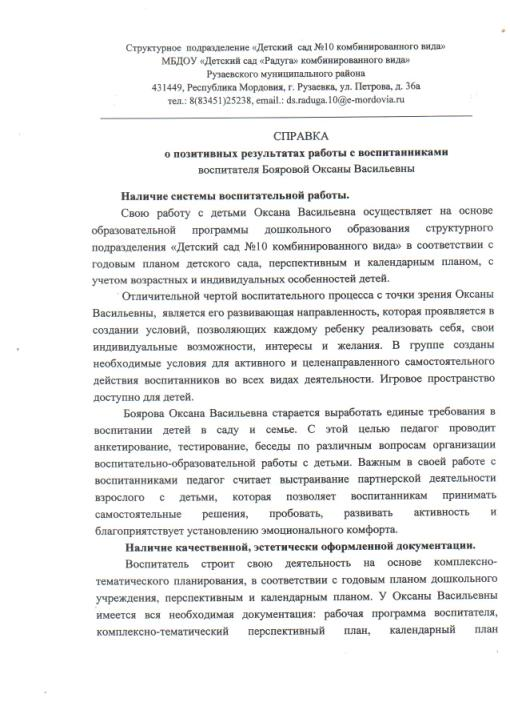 Структурное подразделение «Детский сад №10 комбинированного вида»
МБДОУ «Детский сад «Радуга» комбинированного вида»
Рузаевского муниципального района
431449, Республика Мордовия, г. Рузаевка, ул. Петрова, д. 36а
тел.: 8(83451)25238, email.: ds.raduga.10@e-mordovia.ru
СПРАВКА
о позитивных результатах работы с воспитанниками
воспитателя Бояровой Оксаны Васильевны
Наличие системы воспитательной работы.
Свою работу с детьми Оксана Васильевна осуществляет на основе
образовательной программы дошкольного образования структурного
подразделения «Детский сад №10 комбинированного вида» в соответствии с
годовым планом детского сада, перспективным и календарным планом, с
учетом возрастных и индивидуальных особенностей детей.
Отличительной чертой воспитательного процесса с точки зрения Оксаны
Васильевны, является его развивающая направленность, которая проявляется в
создании условий, позволяющих каждому ребенку реализовать себя, свои
индивидуальные возможности, интересы и желания. В группе созданы
необходимые условия для активного и целенаправленного самостоятельного
действия воспитанников во всех видах деятельности. Игровое пространство
доступно для детей.
Боярова Оксана Васильевна старается выработать единые требования в
воспитании детей в саду и семье. С этой целью педагог проводит
анкетирование, тестирование, беседы по различным вопросам организации
воспитательно-образовательной работы с детьми. Важным в своей работе с
воспитанниками педагог считает выстраивание партнерской деятельности
взрослого с детьми, которая позволяет воспитанникам принимать
самостоятельные решения, пробовать, развивать активность и
благоприятствует установлению эмоционального комфорта.
Наличие качественной, эстетически оформленной документации.
Воспитатель строит свою деятельность на основе комплексно-
тематического планирования, в соответствии с годовым планом дошкольного
учреждения, перспективным и календарным планом. У Оксаны Васильевны
имеется вся необходимая документация: рабочая программа воспитателя,
комплексно-тематический перспективный план, календарный план